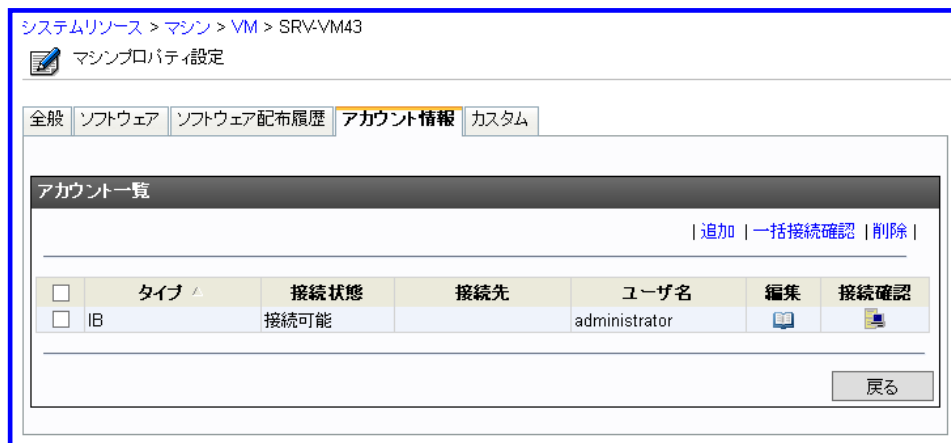 システムリソース > マシン > VM > SRV-VM43
マシンプロパティ設定
全般 ソフトウェア ソフトウェア配布履歴 アカウント情報 カスタム
アカウント一覧
| 追加 | 一括接続確認 | 削除 |
タイプ 接続状態 接続先 ユーザ名 編集 接続確認
IB 接続可能 administrator
戻る